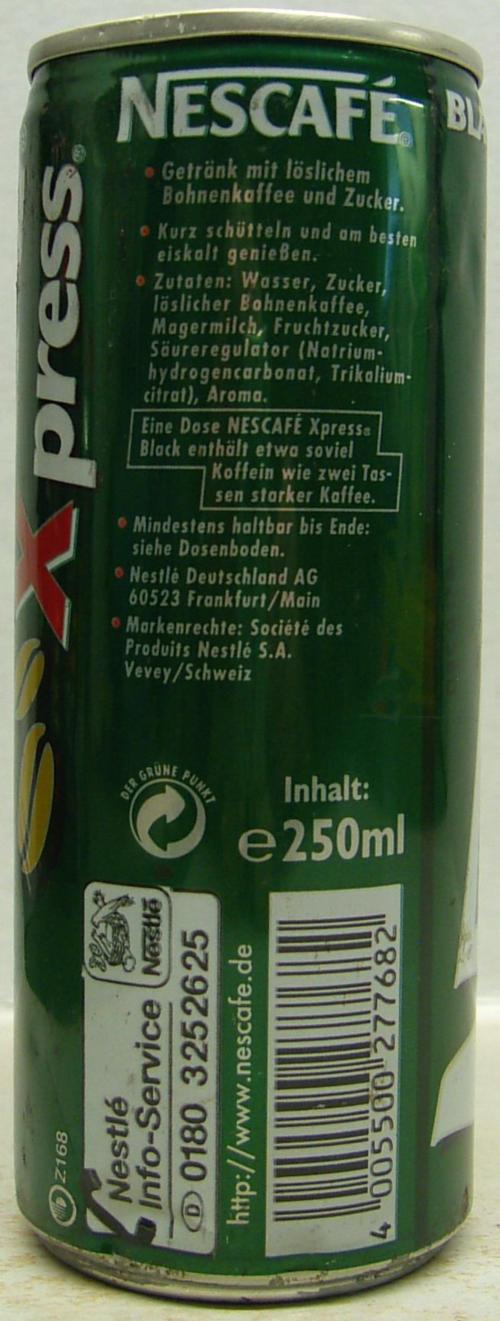 NESCAFÉ®
• Getränk mit löslichem
Bohnenkaffee und Zucker.
• Kurz schütteln und am besten
eiskalt genießen.
• Zutaten: Wasser, Zucker,
löslicher Bohnenkaffee,
Magermilch, Fruchtzucker,
Säureregulator (Natrium-
hydrogencarbonat, Trikalium-
citrat), Aroma.
Eine Dose NESCAFÉ Xpress®
Black enthält etwa soviel
Koffein wie zwei Tas-
sen starker Kaffee.
• Mindestens haltbar bis Ende:
siehe Dosenboden.
• Nestlé Deutschland AG
60523 Frankfurt/Main
• Markenrechte: Société des
Produits Nestlé S.A.
Vevey/Schweiz
DER GRÜNE PUNKT
Inhalt:
e 250ml
Nestlé
Nestlé
Info-Service
D 0180 3252625
http://www.nescafe.de
4 005500 277682
Z168
Xpress®
BLA